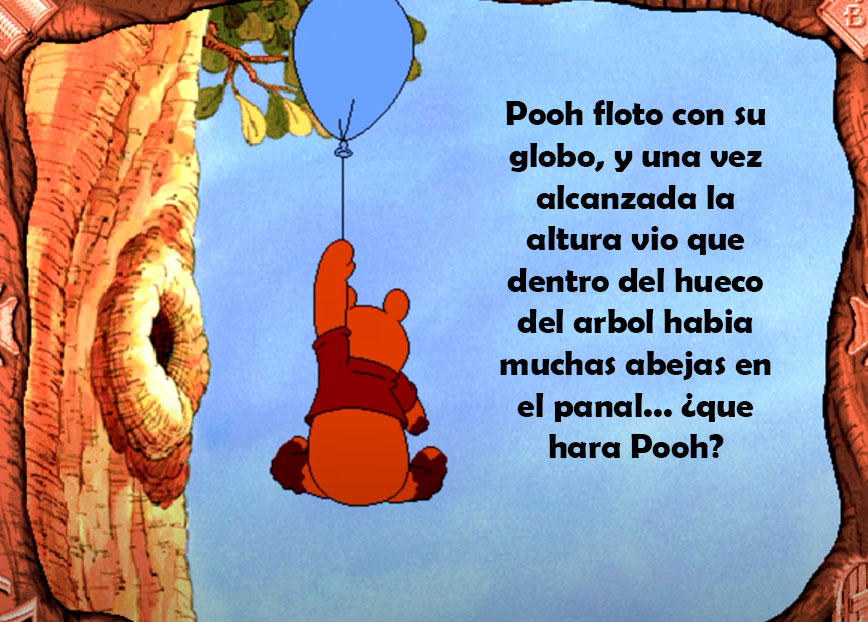 Pooh floto con su
globo, y una vez
alcanzada la
altura vio que
dentro del hueco
del arbol habia
muchas abejas en
el panal... ¿que
hara Pooh?